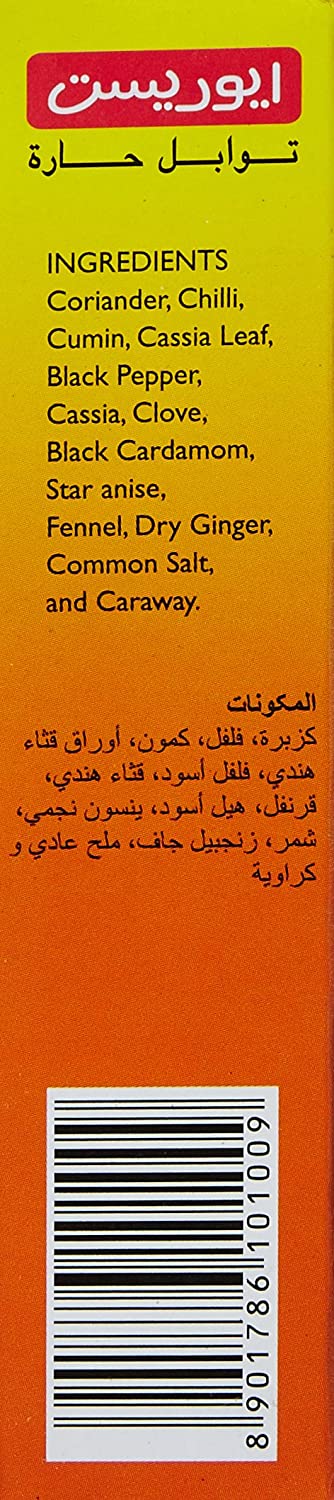 ايوريست
توابل حارة
INGREDIENTS
Coriander, Chilli,
Cumin, Cassia Leaf,
Black Pepper,
Cassia, Clove,
Black Cardamom,
Star anise,
Fennel, Dry Ginger,
Common Salt,
and Caraway.
المكونات
كزبرة، فلفل، كمون، أوراق قثاء
هندي، فلفل أسود، قثاء هندي،
قرنفل، هيل أسود، ينسون نجمي،
شمر، زنجبيل جاف، ملح عادي و
كراوية
8 901786 101009